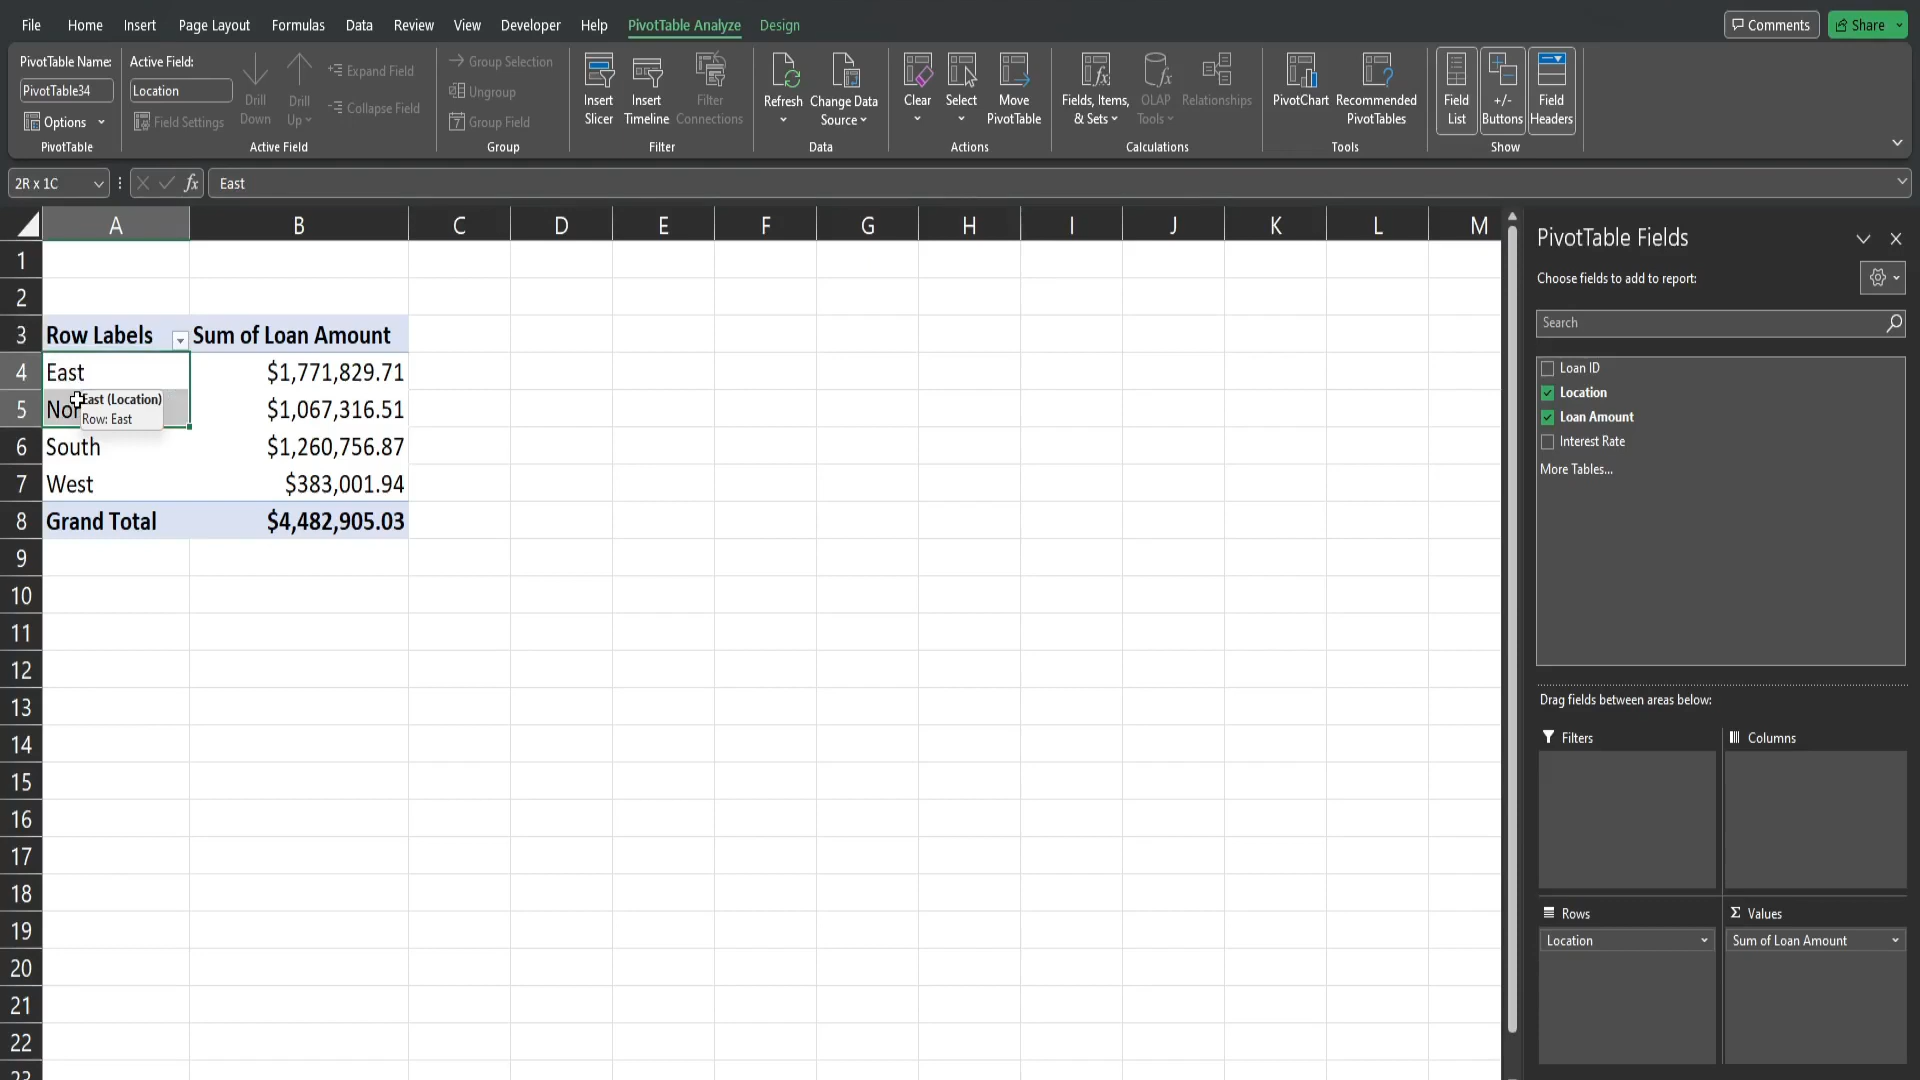 File Home Insert Page Layout Formulas Data Review View Developer Help PivotTable Analyze Design Comments Share
PivotTable Name: Active Field:
PivotTable34 Location
Options Field Settings
Drill Down
Drill Up
Expand Field
Collapse Field
Group Selection
Ungroup
Group Field
Insert Slicer
Insert Timeline
Filter Connections
Refresh
Change Data Source
Clear
Select
Move PivotTable
Fields, Items, & Sets
OLAP Tools
Relationships
PivotChart
Recommended PivotTables
Field List
+/- Buttons
Field Headers
PivotTable Active Field Group Filter Data Actions Calculations Tools Show
2R x 1C fx East
A B C D E F G H I J K L M
1
2
3 Row Labels Sum of Loan Amount
4 East $1,771,829.71
5 Nor $1,067,316.51
East (Location)
Row: East
6 South $1,260,756.87
7 West $383,001.94
8 Grand Total $4,482,905.03
9
10
11
12
13
14
15
16
17
18
19
20
21
22
23
PivotTable Fields
Choose fields to add to report:
Search
Loan ID
Location
Loan Amount
Interest Rate
More Tables...
Drag fields between areas below:
Filters Columns
Rows Σ Values
Location Sum of Loan Amount